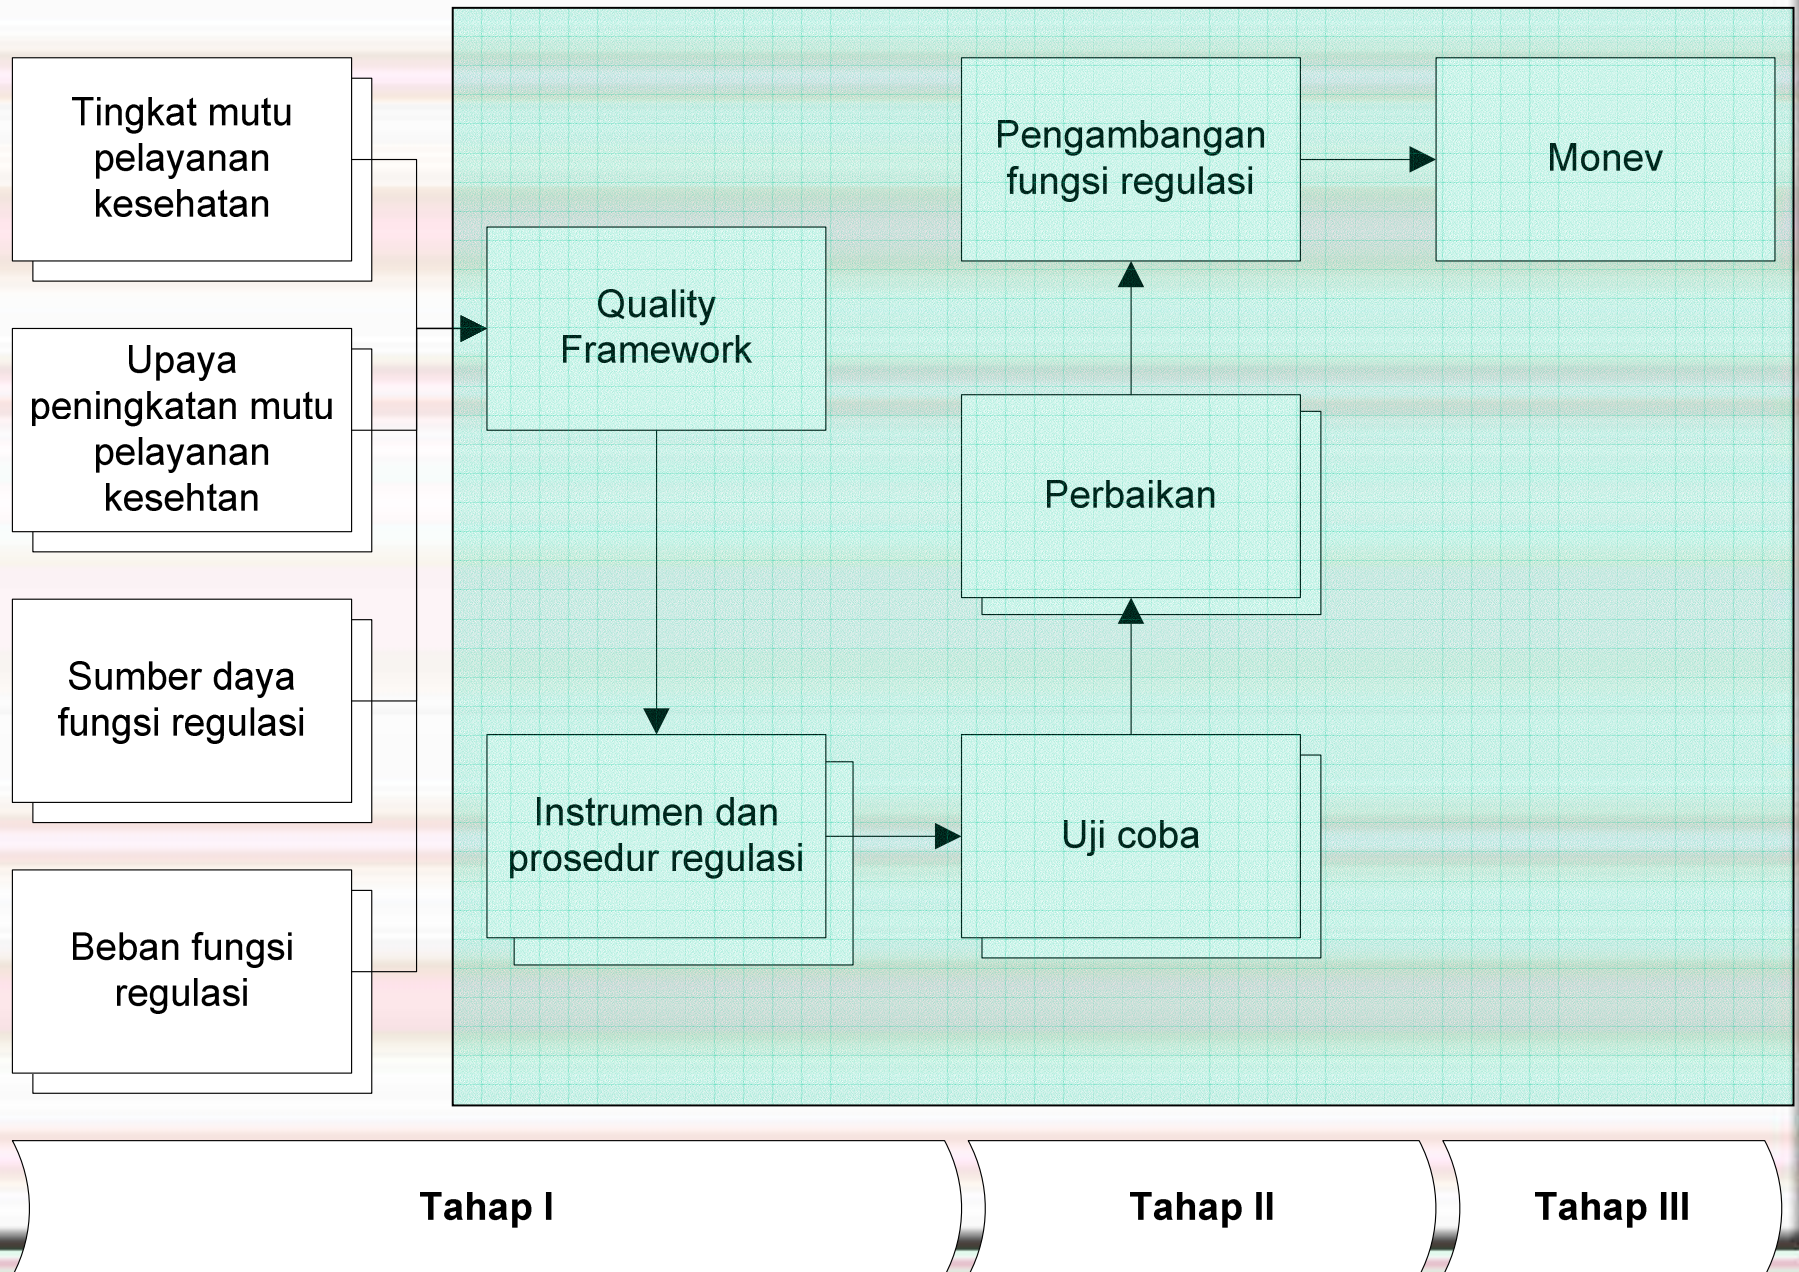 Tingkat mutu
pelayanan
kesehatan
Upaya
peningkatan mutu
pelayanan
kesehtan
Sumber daya
fungsi regulasi
Beban fungsi
regulasi
Quality
Framework
Instrumen dan
prosedur regulasi
Pengambangan
fungsi regulasi
Perbaikan
Uji coba
Monev
Tahap I
Tahap II
Tahap III